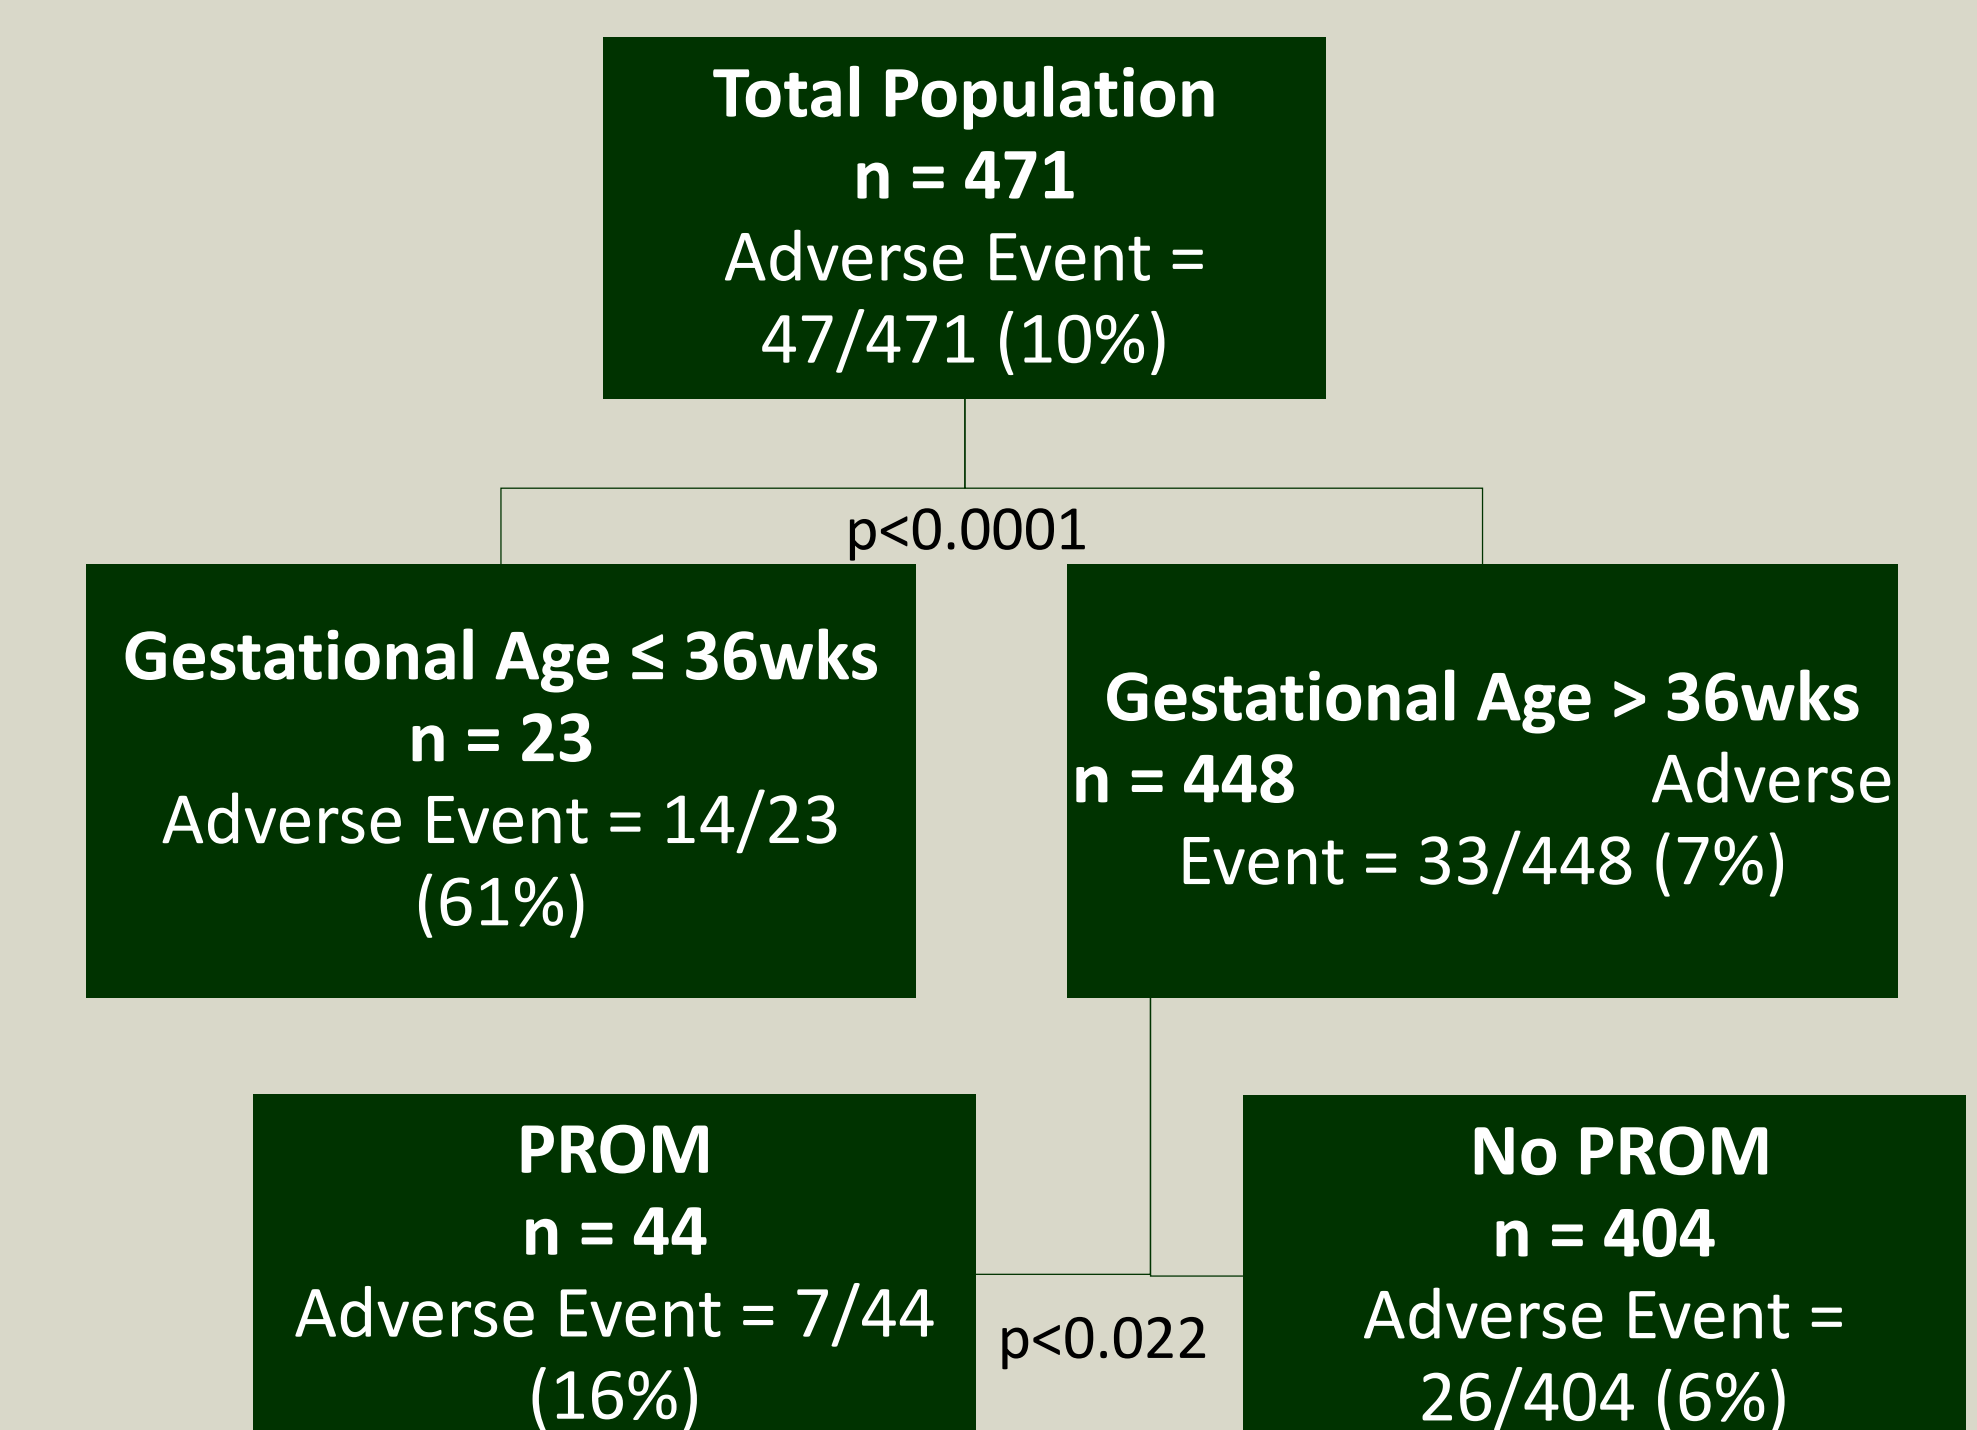 Total Population
n = 471
Adverse Event =
47/471 (10%)
p<0.0001
Gestational Age ≤ 36wks
n = 23
Adverse Event = 14/23
(61%)
Gestational Age > 36wks
n = 448 Adverse
Event = 33/448 (7%)
PROM
n = 44
Adverse Event = 7/44
(16%)
p<0.022
No PROM
n = 404
Adverse Event =
26/404 (6%)